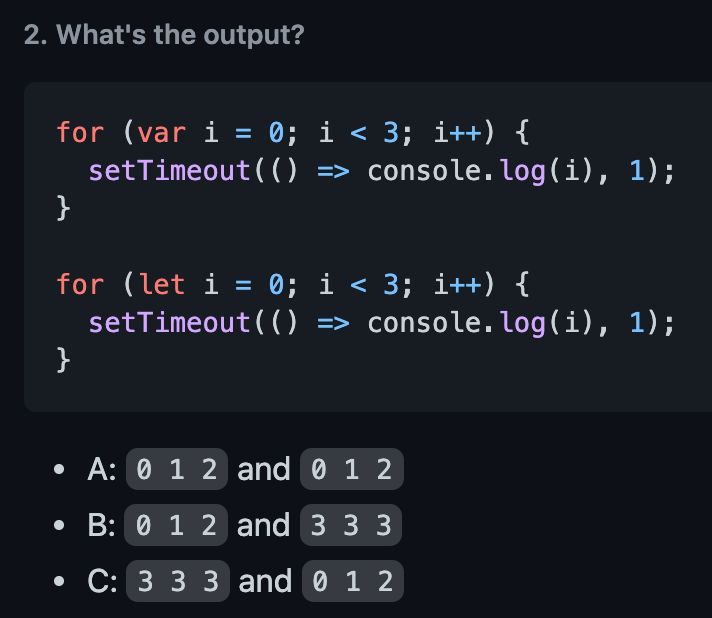 2. What's the output?
for (var i = 0; i < 3; i++) {
  setTimeout(() => console.log(i), 1);
}
for (let i = 0; i < 3; i++) {
  setTimeout(() => console.log(i), 1);
}
• A: 0 1 2 and 0 1 2
• B: 0 1 2 and 3 3 3
• C: 3 3 3 and 0 1 2